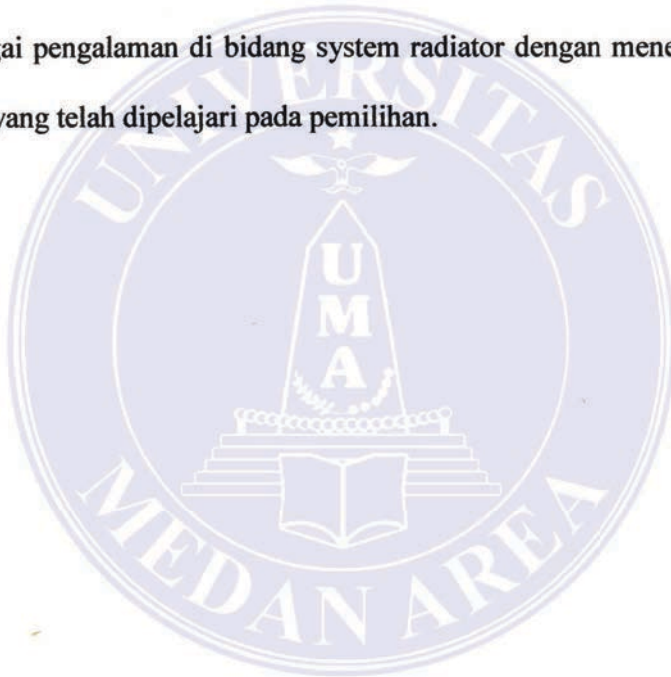 gai pengalaman di bidang system radiator dengan mene
yang telah dipelajari pada pemilihan.
UNIVERSITAS
U
M
A
MEDAN AREA